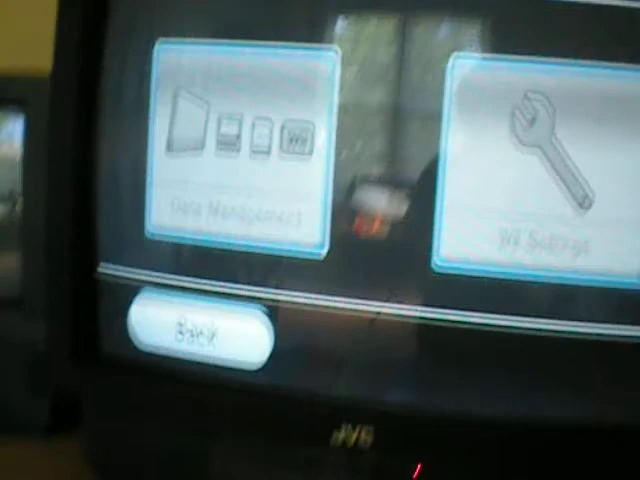 Wii
Data Management
Wii Settings
Back
JVC